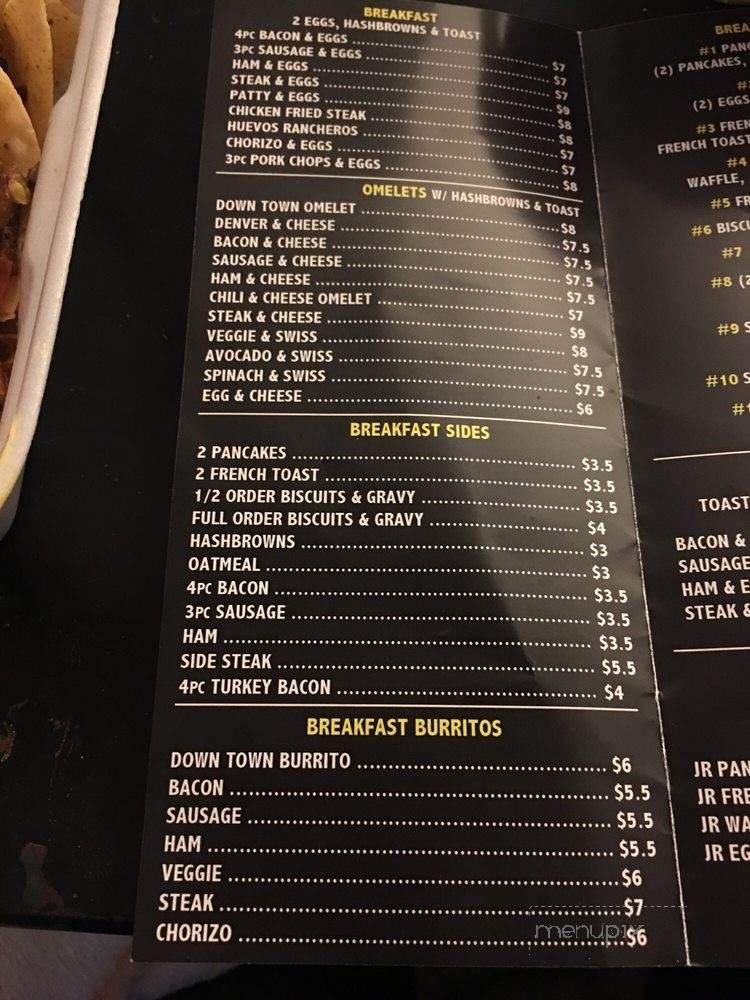 BREAKFAST
2 EGGS, HASHBROWNS & TOAST
4PC BACON & EGGS ........ $7
3PC SAUSAGE & EGGS ........ $7
HAM & EGGS ........ $7
STEAK & EGGS ........ $9
PATTY & EGGS ........ $8
CHICKEN FRIED STEAK ........ $8
HUEVOS RANCHEROS ........ $7
CHORIZO & EGGS ........ $7
3PC PORK CHOPS & EGGS ........ $8
OMELETS W/ HASHBROWNS & TOAST
DOWN TOWN OMELET ........ $8
DENVER & CHEESE ........ $7.5
BACON & CHEESE ........ $7.5
SAUSAGE & CHEESE ........ $7.5
HAM & CHEESE ........ $7.5
CHILI & CHEESE OMELET ........ $7
STEAK & CHEESE ........ $9
VEGGIE & SWISS ........ $8
AVOCADO & SWISS ........ $7.5
SPINACH & SWISS ........ $7.5
EGG & CHEESE ........ $6
BREAKFAST SIDES
2 PANCAKES ........ $3.5
2 FRENCH TOAST ........ $3.5
1/2 ORDER BISCUITS & GRAVY ........ $3.5
FULL ORDER BISCUITS & GRAVY ........ $4
HASHBROWNS ........ $3
OATMEAL ........ $3
4PC BACON ........ $3.5
3PC SAUSAGE ........ $3.5
HAM ........ $3.5
SIDE STEAK ........ $5.5
4PC TURKEY BACON ........ $4
BREAKFAST BURRITOS
DOWN TOWN BURRITO ........ $6
BACON ........ $5.5
SAUSAGE ........ $5.5
HAM ........ $5.5
VEGGIE ........ $6
STEAK ........ $7
CHORIZO ........ $6
BREA
#1 PAN
(2) PANCAKES,
(2) EGGS
#3 FREN
FRENCH TOAST
#4
WAFFLE,
#5 FR
#6 BISCU
#7
#8 (2
#9 S
#10 S
#1
TOAST
BACON &
SAUSAGE
HAM & E
STEAK &
JR PAN
JR FRE
JR WA
JR EG
menupix